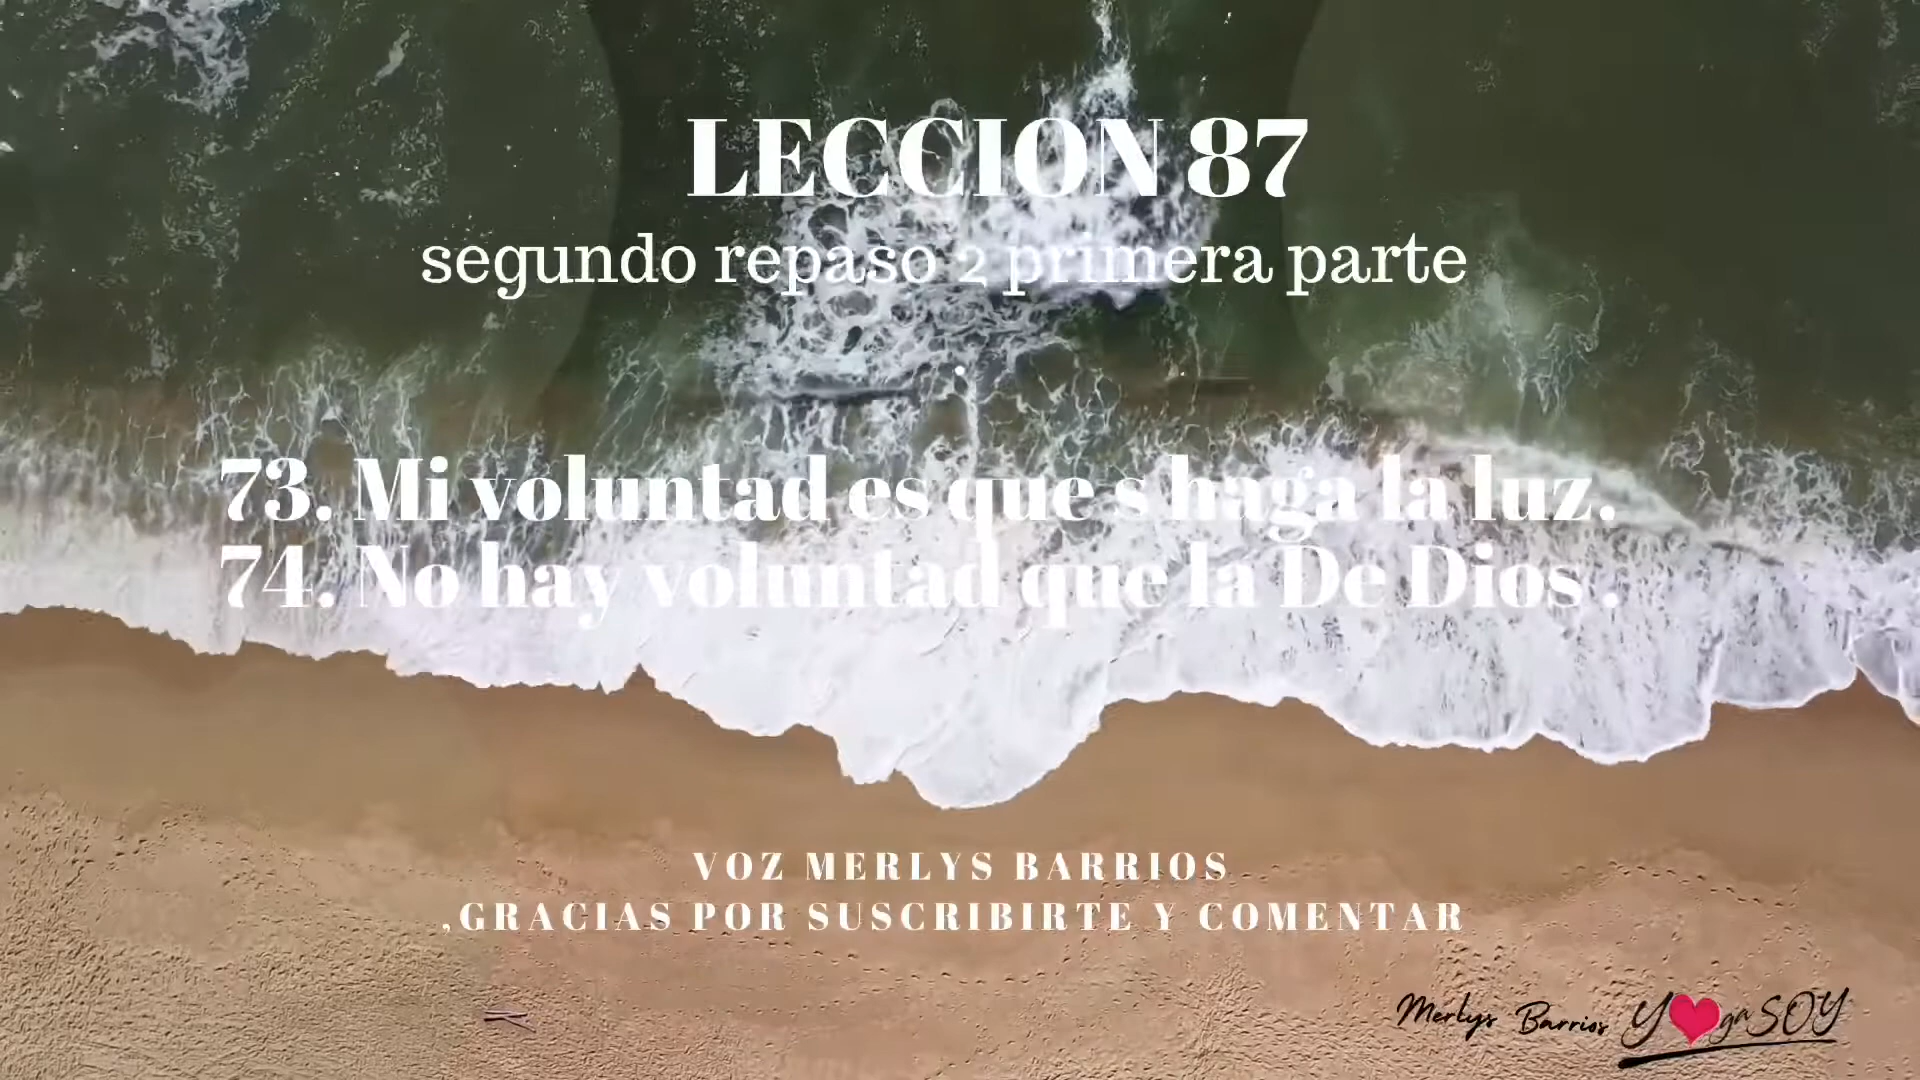 LECCION 87
segundo repaso 2 primera parte
73. Mi voluntad es que s haga la luz.
74. No hay voluntad que la De Dios .
VOZ MERLYS BARRIOS
,GRACIAS POR SUSCRIBIRTE Y COMENTAR
Merlys Barrios Y❤gaSOY